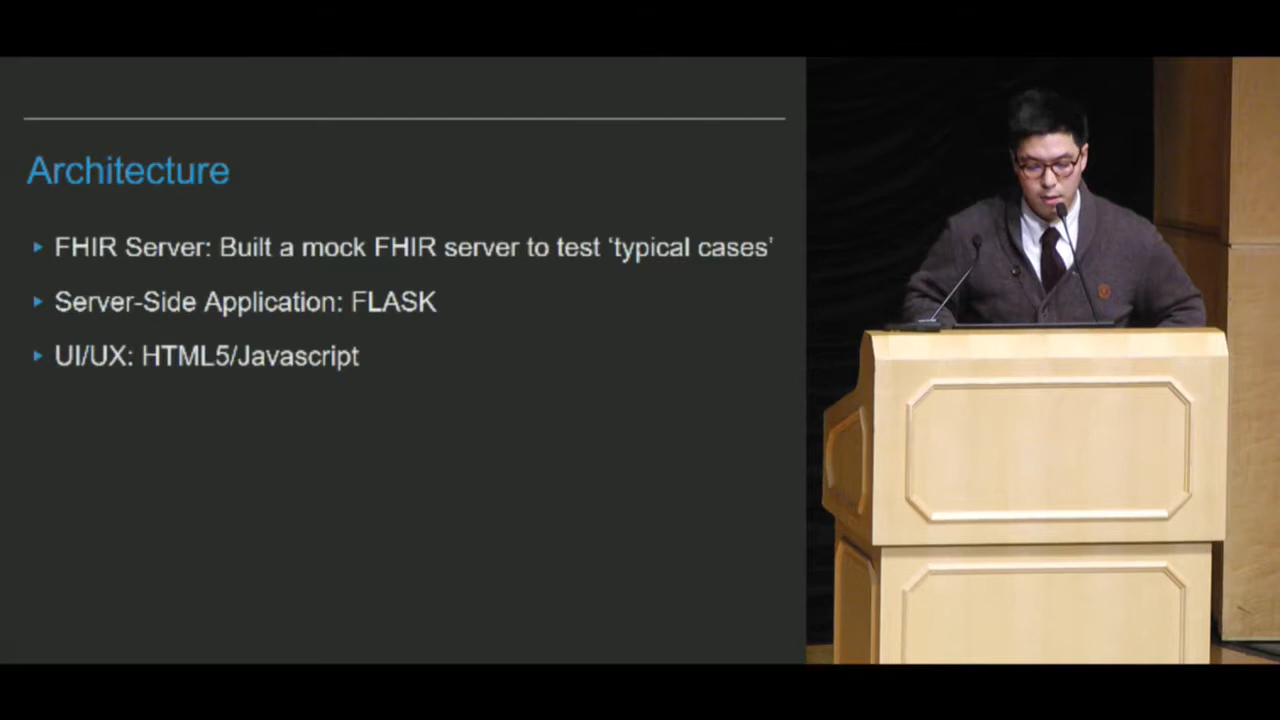 Architecture
FHIR Server: Built a mock FHIR server to test ‘typical cases’
Server-Side Application: FLASK
UI/UX: HTML5/Javascript